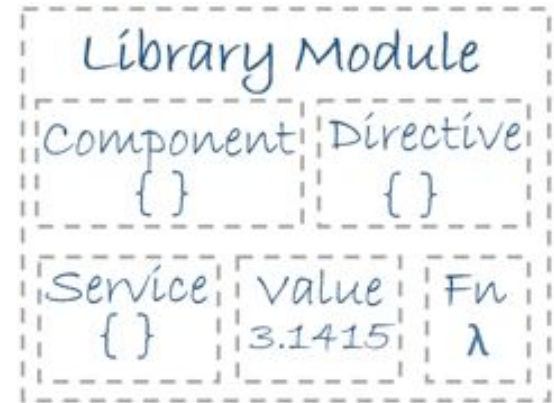 Library Module
Component Directive
{ } { }
Service Value Fn
{ } 3.1415 λ